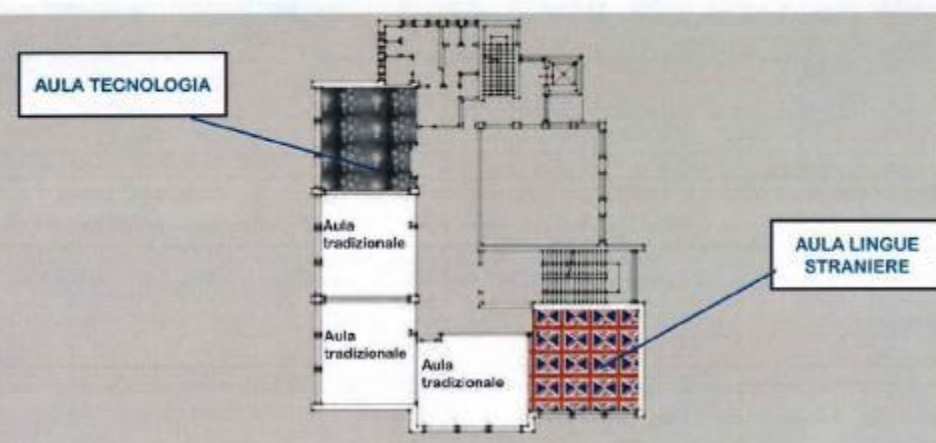 AULA TECNOLOGIA
Aula
tradizionale
AULA LINGUE
STRANIERE
Aula
tradizionale
Aula
tradizionale